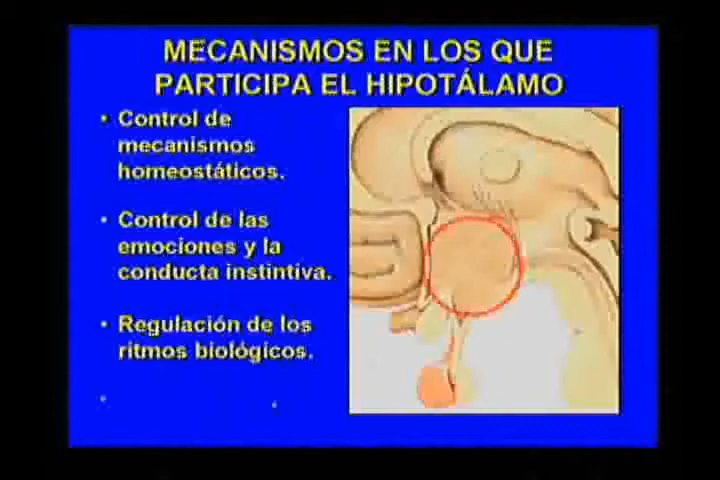 MECANISMOS EN LOS QUE
PARTICIPA EL HIPOTÁLAMO
• Control de
mecanismos
homeostáticos.
• Control de las
emociones y la
conducta instintiva.
• Regulación de los
ritmos biológicos.